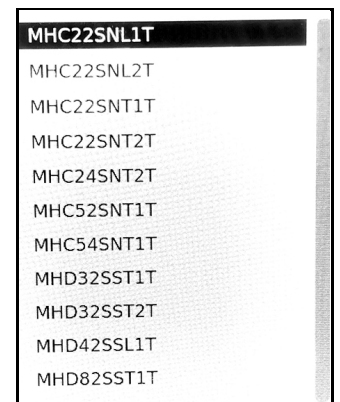 MHC22SNL1T
MHC22SNL2T
MHC22SNT1T
MHC22SNT2T
MHC24SNT2T
MHC52SNT1T
MHC54SNT1T
MHD32SST1T
MHD32SST2T
MHD42SSL1T
MHD82SST1T